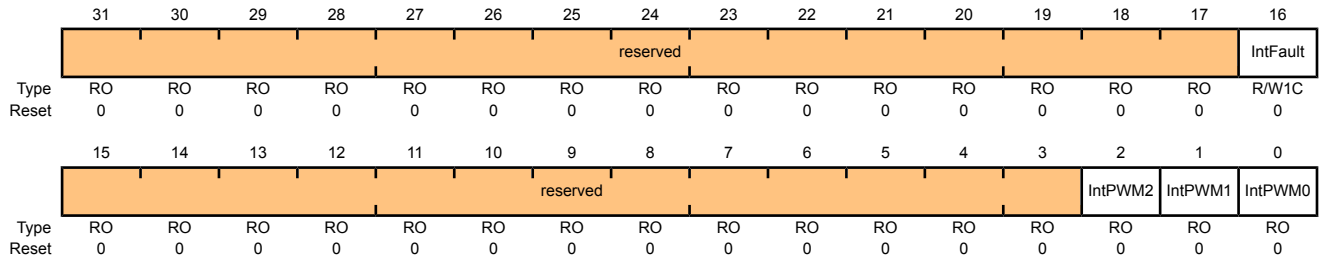 31 30 29 28 27 26 25 24 23 22 21 20 19 18 17 16
reserved IntFault
Type RO RO RO RO RO RO RO RO RO RO RO RO RO RO RO R/W1C
Reset 0 0 0 0 0 0 0 0 0 0 0 0 0 0 0 0
15 14 13 12 11 10 9 8 7 6 5 4 3 2 1 0
reserved IntPWM2 IntPWM1 IntPWM0
Type RO RO RO RO RO RO RO RO RO RO RO RO RO RO RO RO
Reset 0 0 0 0 0 0 0 0 0 0 0 0 0 0 0 0